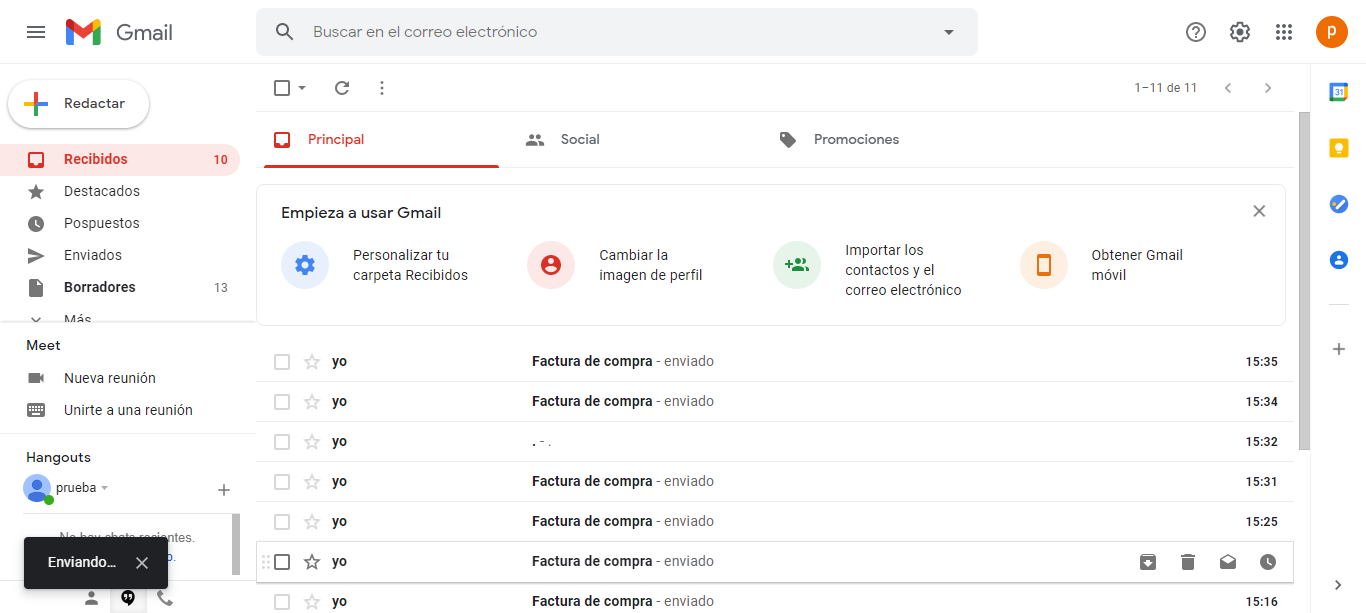 Gmail
Buscar en el correo electrónico
p
Redactar
1–11 de 11
31
Principal
Social
Promociones
Recibidos 10
Destacados
Pospuestos
Enviados
Borradores 13
Más
Empieza a usar Gmail
Personalizar tu
carpeta Recibidos
Cambiar la
imagen de perfil
Importar los
contactos y el
correo electrónico
Obtener Gmail
móvil
Meet
Nueva reunión
Unirte a una reunión
Hangouts
prueba
No hay chats recientes.
Enviando...
yo Factura de compra - enviado 15:35
yo Factura de compra - enviado 15:34
yo . - . 15:32
yo Factura de compra - enviado 15:31
yo Factura de compra - enviado 15:25
yo Factura de compra - enviado
yo Factura de compra - enviado 15:16